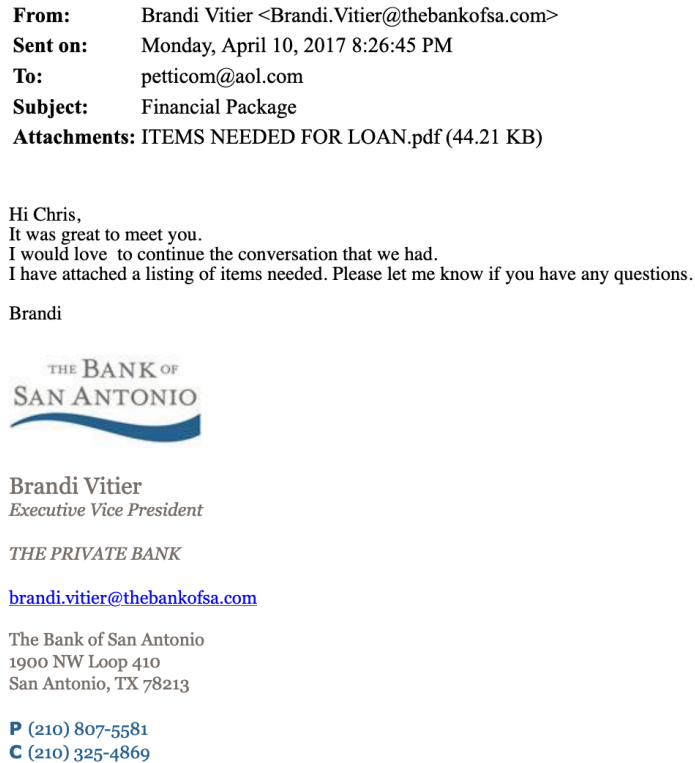 From: Brandi Vitier <Brandi.Vitier@thebankofsa.com>
Sent on: Monday, April 10, 2017 8:26:45 PM
To: petticom@aol.com
Subject: Financial Package
Attachments: ITEMS NEEDED FOR LOAN.pdf (44.21 KB)
Hi Chris,
It was great to meet you.
I would love  to continue the conversation that we had.
I have attached a listing of items needed. Please let me know if you have any questions.
Brandi
THE BANK OF
SAN ANTONIO
Brandi Vitier
Executive Vice President
THE PRIVATE BANK
brandi.vitier@thebankofsa.com
The Bank of San Antonio
1900 NW Loop 410
San Antonio, TX 78213
P (210) 807-5581
C (210) 325-4869